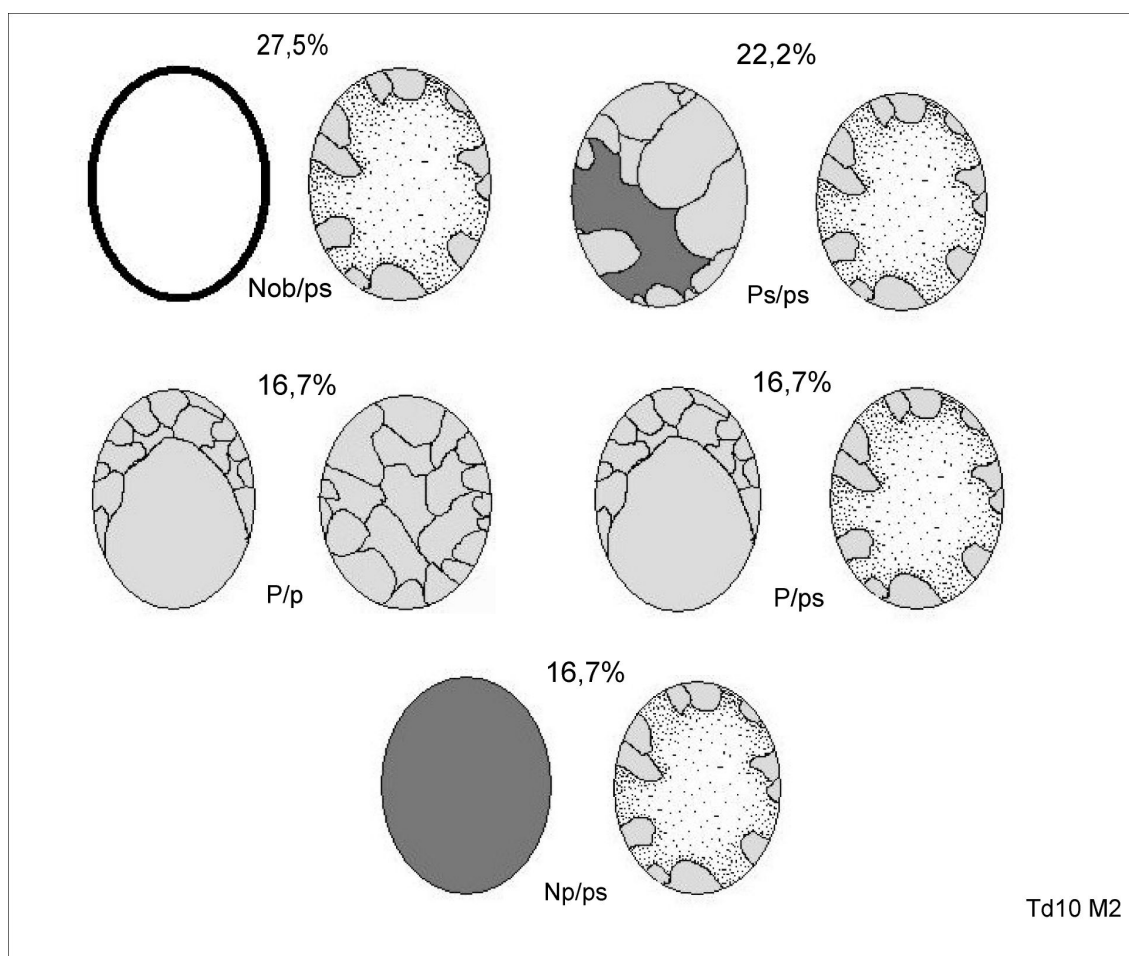 27,5%
Nob/ps
22,2%
Ps/ps
16,7%
P/p
16,7%
P/ps
16,7%
Np/ps
Td10 M2